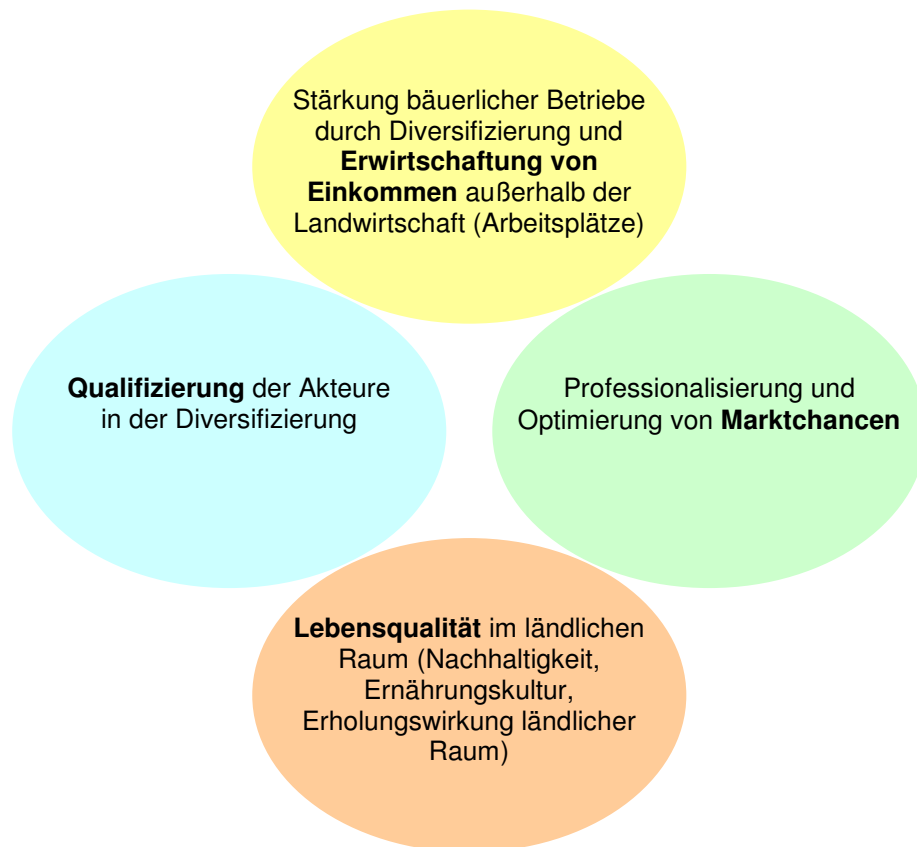 Stärkung bäuerlicher Betriebe
durch Diversifizierung und
Erwirtschaftung von
Einkommen außerhalb der
Landwirtschaft (Arbeitsplätze)
Qualifizierung der Akteure
in der Diversifizierung
Professionalisierung und
Optimierung von Marktchancen
Lebensqualität im ländlichen
Raum (Nachhaltigkeit,
Ernährungskultur,
Erholungswirkung ländlicher
Raum)